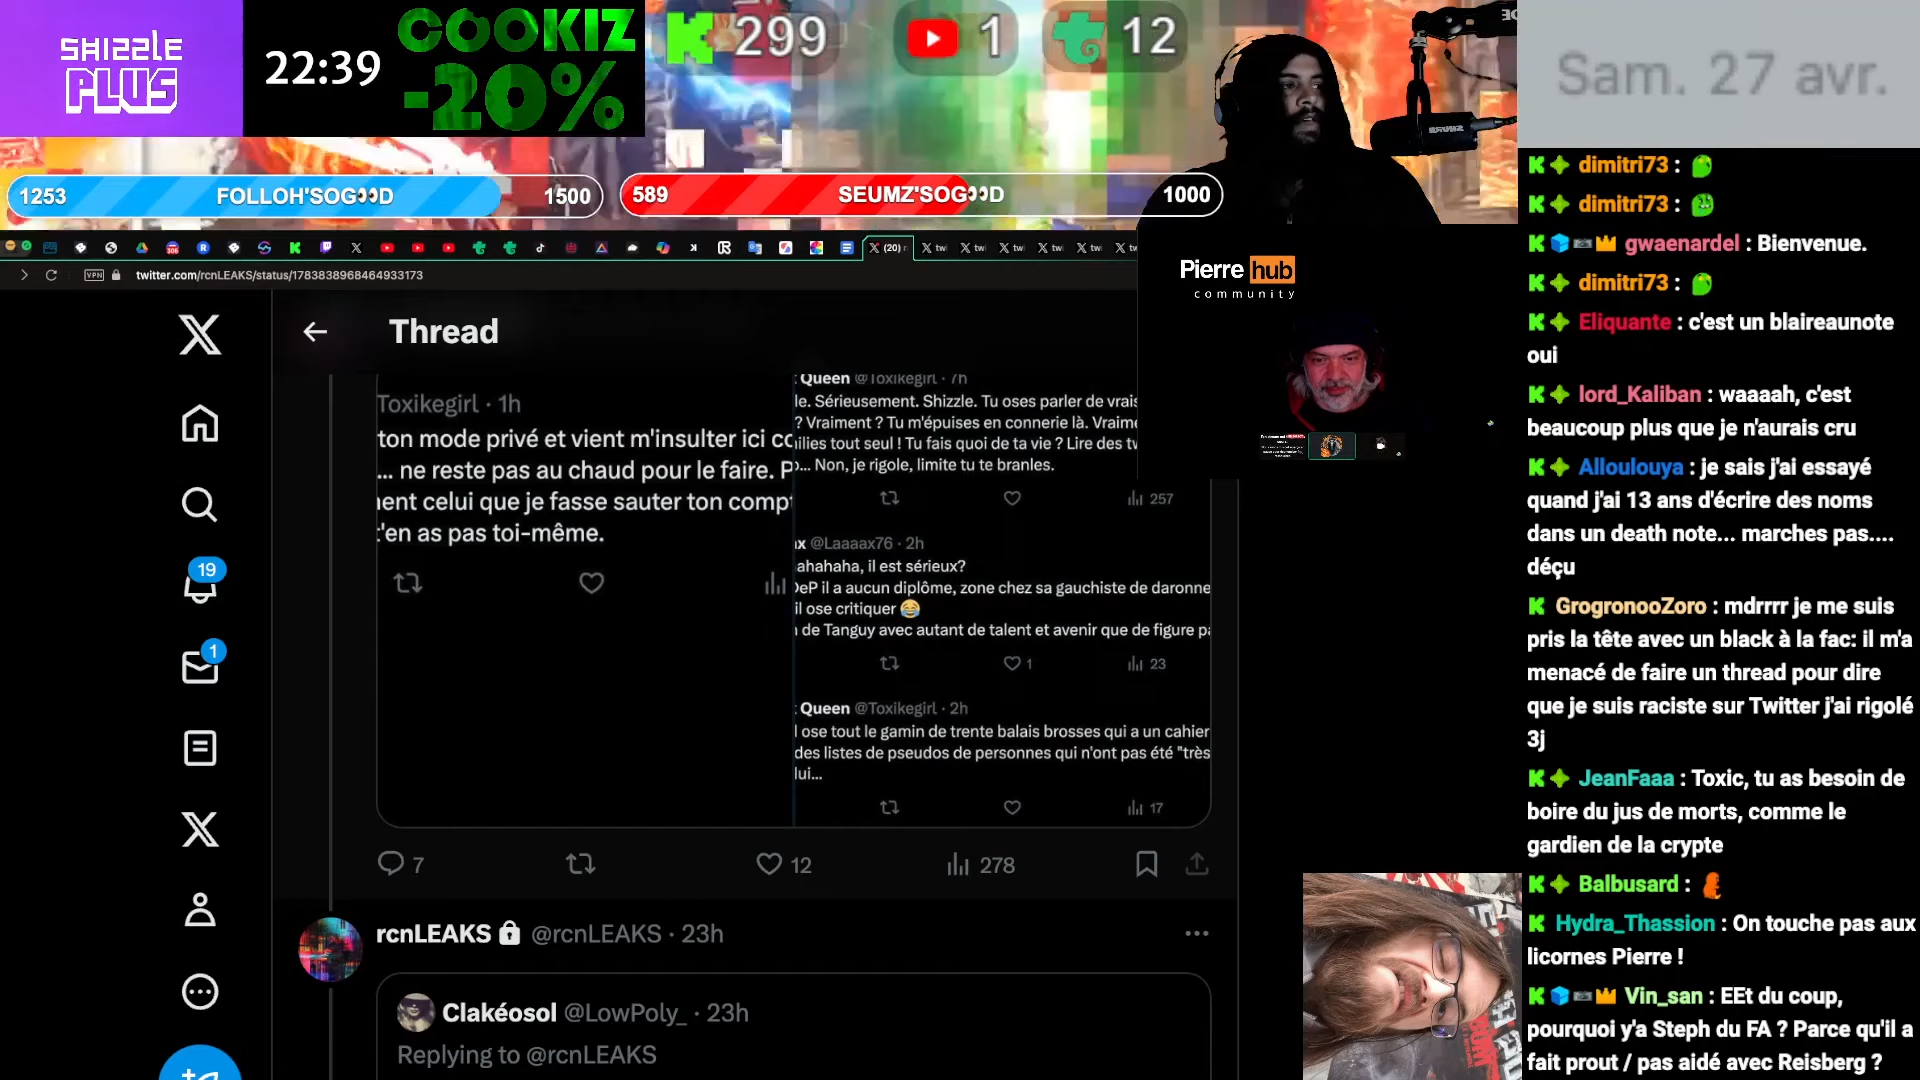 SHIZZLE
PLUS
22:39
COOKIZ
-20%
299
1
12
Sam. 27 avr.
1253
FOLLOH'SOG👀D
1500
589
SEUMZ'SOG👀D
1000
(20)
twi
twi
twi
twi
twi
tw
VPN
twitter.com/rcnLEAKS/status/1783838968464933173
Pierre hub
community
Thread
Toxikegirl · 1h
ton mode privé et vient m'insulter ici co
... ne reste pas au chaud pour le faire. P
ent celui que je fasse sauter ton compt
t'en as pas toi-même.
Queen @Toxikegirl · 7h
le. Sérieusement. Shizzle. Tu oses parler de vrais
? Vraiment ? Tu m'épuises en connerie là. Vraime
ilies tout seul ! Tu fais quoi de ta vie ? Lire des tw
... Non, je rigole, limite tu te branles.
257
x @Laaaax76 · 2h
ahahaha, il est sérieux?
eP il a aucun diplôme, zone chez sa gauchiste de daronne
il ose critiquer 😂
de Tanguy avec autant de talent et avenir que de figure pa
1
23
Queen @Toxikegirl · 2h
ose tout le gamin de trente balais brosses qui a un cahier
des listes de pseudos de personnes qui n'ont pas été "très
lui...
17
7
12
278
rcnLEAKS @rcnLEAKS · 23h
Clakéosol @LowPoly_ · 23h
Replying to @rcnLEAKS
19
1
dimitri73 :
dimitri73 :
gwaenardel : Bienvenue.
dimitri73 :
Eliquante : c'est un blaireaunote
oui
lord_Kaliban : waaaah, c'est
beaucoup plus que je n'aurais cru
Alloulouya : je sais j'ai essayé
quand j'ai 13 ans d'écrire des noms
dans un death note... marches pas....
déçu
GrogronooZoro : mdrrrr je me suis
pris la tête avec un black à la fac: il m'a
menacé de faire un thread pour dire
que je suis raciste sur Twitter j'ai rigolé
3j
JeanFaaa : Toxic, tu as besoin de
boire du jus de morts, comme le
gardien de la crypte
Balbusard :
Hydra_Thassion : On touche pas aux
licornes Pierre !
Vin_san : EEt du coup,
pourquoi y'a Steph du FA ? Parce qu'il a
fait prout / pas aidé avec Reisberg ?